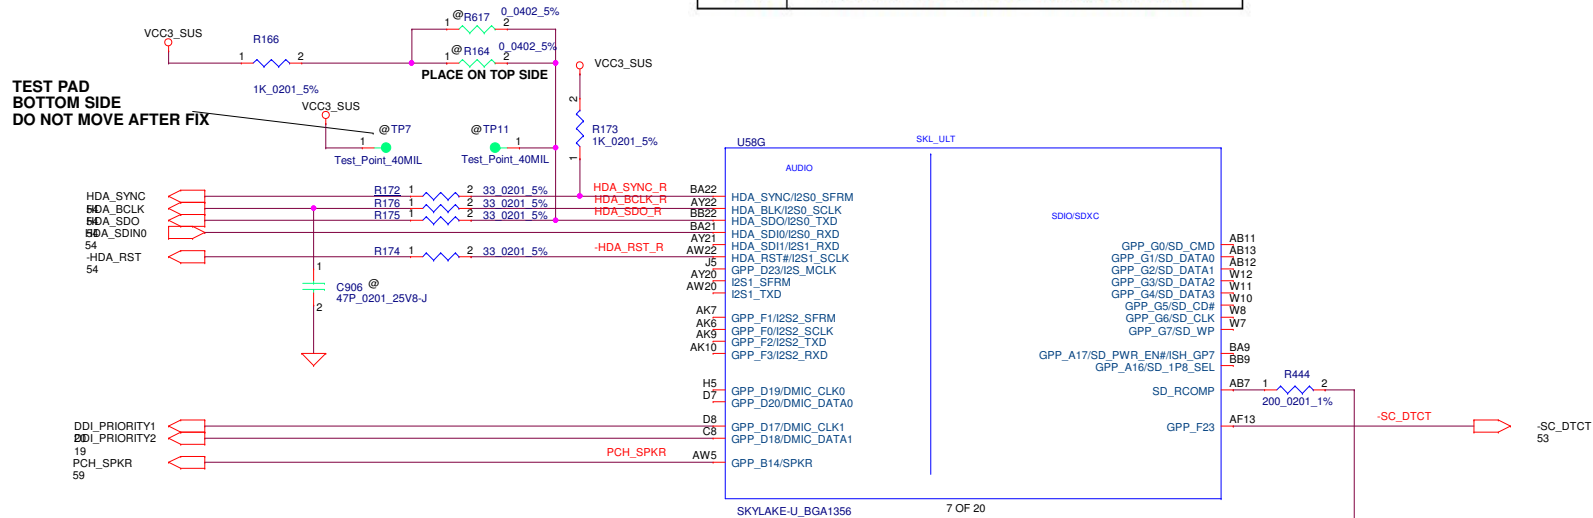 @R617
0_0402_5%
1
2
VCC3_SUS
R166
1
2
1K_0201_5%
@R164
0_0402_5%
1
2
PLACE ON TOP SIDE
VCC3_SUS
TEST PAD
BOTTOM SIDE
DO NOT MOVE AFTER FIX
VCC3_SUS
@TP7
1
Test_Point_40MIL
@TP11
1
Test_Point_40MIL
2
R173
1K_0201_5%
1
U58G
SKL_ULT
AUDIO
SDIO/SDXC
HDA_SYNC
54
R172 1
2 33_0201_5%
HDA_SYNC_R
BA22
HDA_SYNC/I2S0_SFRM
HDA_BCLK
54
R176 1
2 33_0201_5%
HDA_BCLK_R
AY22
HDA_BLK/I2S0_SCLK
HDA_SDO
54
R175 1
2 33_0201_5%
HDA_SDO_R
BB22
HDA_SDO/I2S0_TXD
HDA_SDIN0
54
BA21
HDA_SDI0/I2S0_RXD
AY21
HDA_SDI1/I2S1_RXD
-HDA_RST
54
R174 1
2 33_0201_5%
-HDA_RST_R
AW22
HDA_RST#/I2S1_SCLK
J5
GPP_D23/I2S_MCLK
AY20
I2S1_SFRM
AW20
I2S1_TXD
1
C906 @
47P_0201_25V8-J
2
AK7
GPP_F1/I2S2_SFRM
AK6
GPP_F0/I2S2_SCLK
AK9
GPP_F2/I2S2_TXD
AK10
GPP_F3/I2S2_RXD
H5
GPP_D19/DMIC_CLK0
D7
GPP_D20/DMIC_DATA0
DDI_PRIORITY1
20
D8
GPP_D17/DMIC_CLK1
DDI_PRIORITY2
19
C8
GPP_D18/DMIC_DATA1
PCH_SPKR
59
PCH_SPKR
AW5
GPP_B14/SPKR
GPP_G0/SD_CMD
AB11
GPP_G1/SD_DATA0
AB13
GPP_G2/SD_DATA1
AB12
GPP_G3/SD_DATA2
W12
GPP_G4/SD_DATA3
W11
GPP_G5/SD_CD#
W10
GPP_G6/SD_CLK
W8
GPP_G7/SD_WP
W7
GPP_A17/SD_PWR_EN#/ISH_GP7
BA9
GPP_A16/SD_1P8_SEL
BB9
SD_RCOMP
AB7
1
R444
2
200_0201_1%
GPP_F23
AF13
-SC_DTCT
-SC_DTCT
53
SKYLAKE-U_BGA1356
7 OF 20